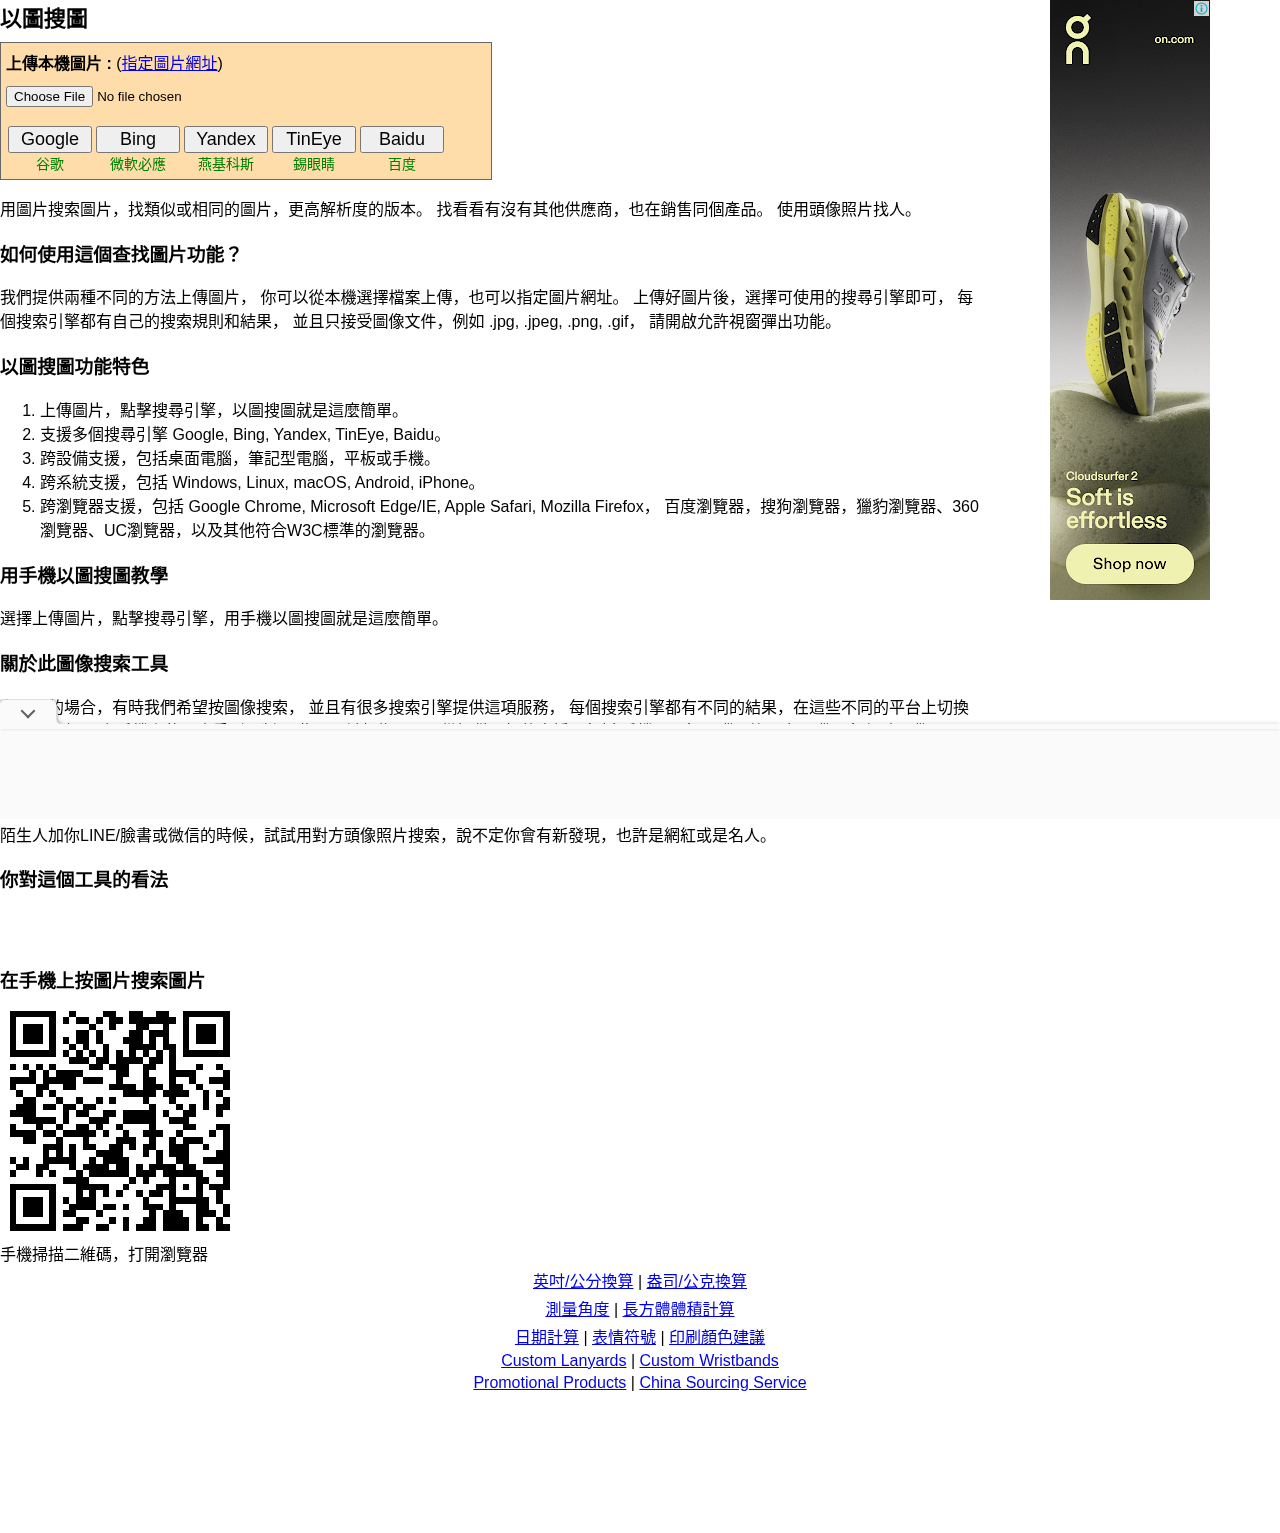 以圖搜圖
上傳本機圖片 : (指定圖片網址)
Choose File No file chosen
Google Bing Yandex TinEye Baidu
谷歌 微軟必應 燕基科斯 錫眼睛 百度
用圖片搜索圖片，找類似或相同的圖片，更高解析度的版本。 找看看有沒有其他供應商，也在銷售同個產品。 使用頭像照片找人。
如何使用這個查找圖片功能？
我們提供兩種不同的方法上傳圖片， 你可以從本機選擇檔案上傳，也可以指定圖片網址。 上傳好圖片後，選擇可使用的搜尋引擎即可， 每
個搜索引擎都有自己的搜索規則和結果， 並且只接受圖像文件，例如 .jpg, .jpeg, .png, .gif， 請開啟允許視窗彈出功能。
以圖搜圖功能特色
1. 上傳圖片，點擊搜尋引擎，以圖搜圖就是這麼簡單。
2. 支援多個搜尋引擎 Google, Bing, Yandex, TinEye, Baidu。
3. 跨設備支援，包括桌面電腦，筆記型電腦，平板或手機。
4. 跨系統支援，包括 Windows, Linux, macOS, Android, iPhone。
5. 跨瀏覽器支援，包括 Google Chrome, Microsoft Edge/IE, Apple Safari, Mozilla Firefox， 百度瀏覽器，搜狗瀏覽器，獵豹瀏覽器、360
瀏覽器、UC瀏覽器，以及其他符合W3C標準的瀏覽器。
用手機以圖搜圖教學
選擇上傳圖片，點擊搜尋引擎，用手機以圖搜圖就是這麼簡單。
關於此圖像搜索工具
的場合，有時我們希望按圖像搜索， 並且有很多搜索引擎提供這項服務， 每個搜索引擎都有不同的結果，在這些不同的平台上切換
陌生人加你LINE/臉書或微信的時候，試試用對方頭像照片搜索，說不定你會有新發現，也許是網紅或是名人。
你對這個工具的看法
在手機上按圖片搜索圖片
手機掃描二維碼，打開瀏覽器
英吋/公分換算 | 盎司/公克換算
測量角度 | 長方體體積計算
日期計算 | 表情符號 | 印刷顏色建議
Custom Lanyards | Custom Wristbands
Promotional Products | China Sourcing Service
on
on.com
Cloudsurfer 2
Soft is
effortless
Shop now